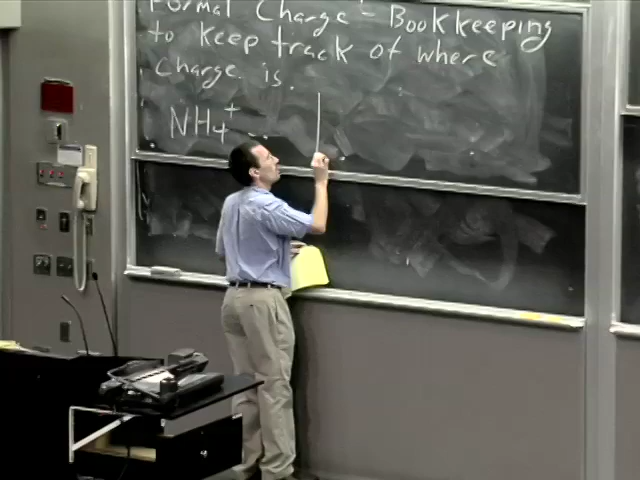 Formal Charge - Bookkeeping
to keep track of where
Charge is.
NH₄⁺